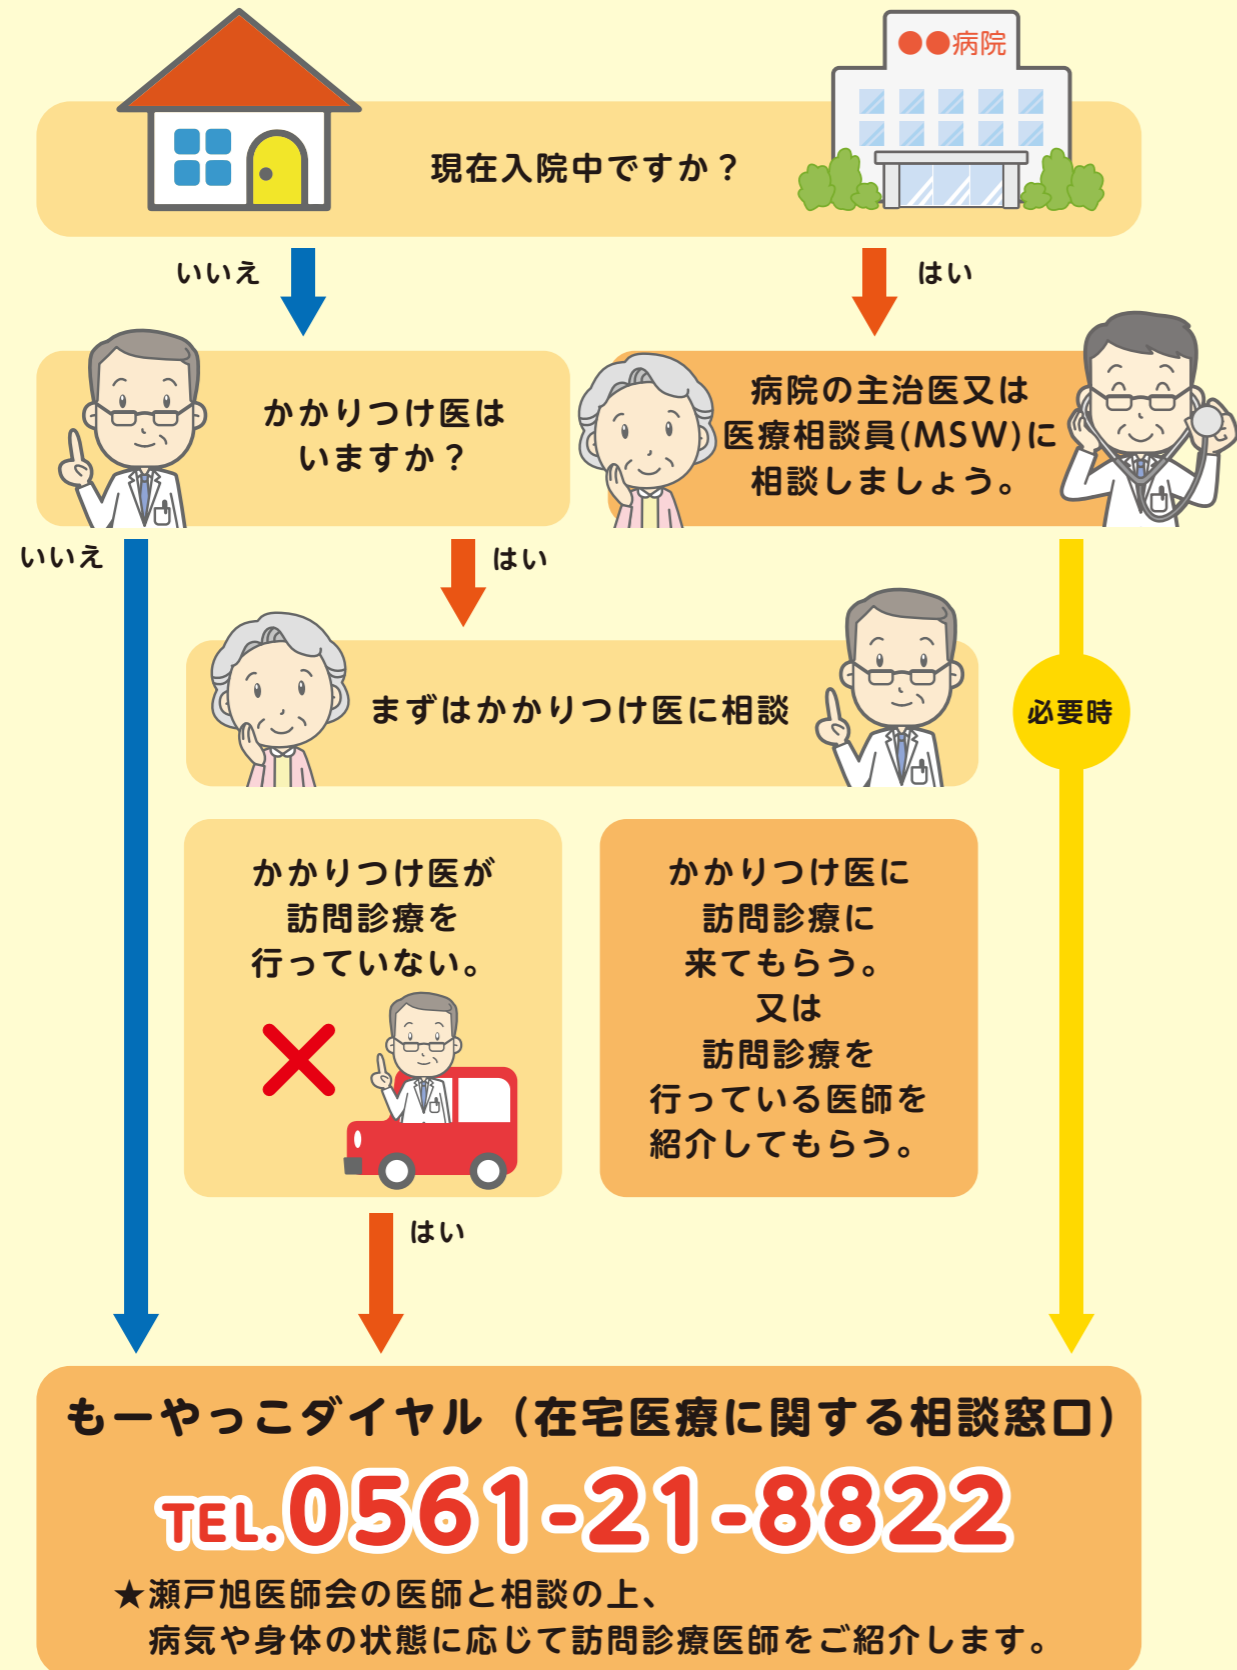 ●●病院
現在入院中ですか？
いいえ
はい
かかりつけ医は
いますか？
病院の主治医又は
医療相談員(MSW)に
相談しましょう。
いいえ
はい
まずはかかりつけ医に相談
必要時
かかりつけ医が
訪問診療を
行っていない。
かかりつけ医に
訪問診療に
来てもらう。
又は
訪問診療を
行っている医師を
紹介してもらう。
はい
もーやっこダイヤル（在宅医療に関する相談窓口）
TEL.0561-21-8822
★瀬戸旭医師会の医師と相談の上、
病気や身体の状態に応じて訪問診療医師をご紹介します。